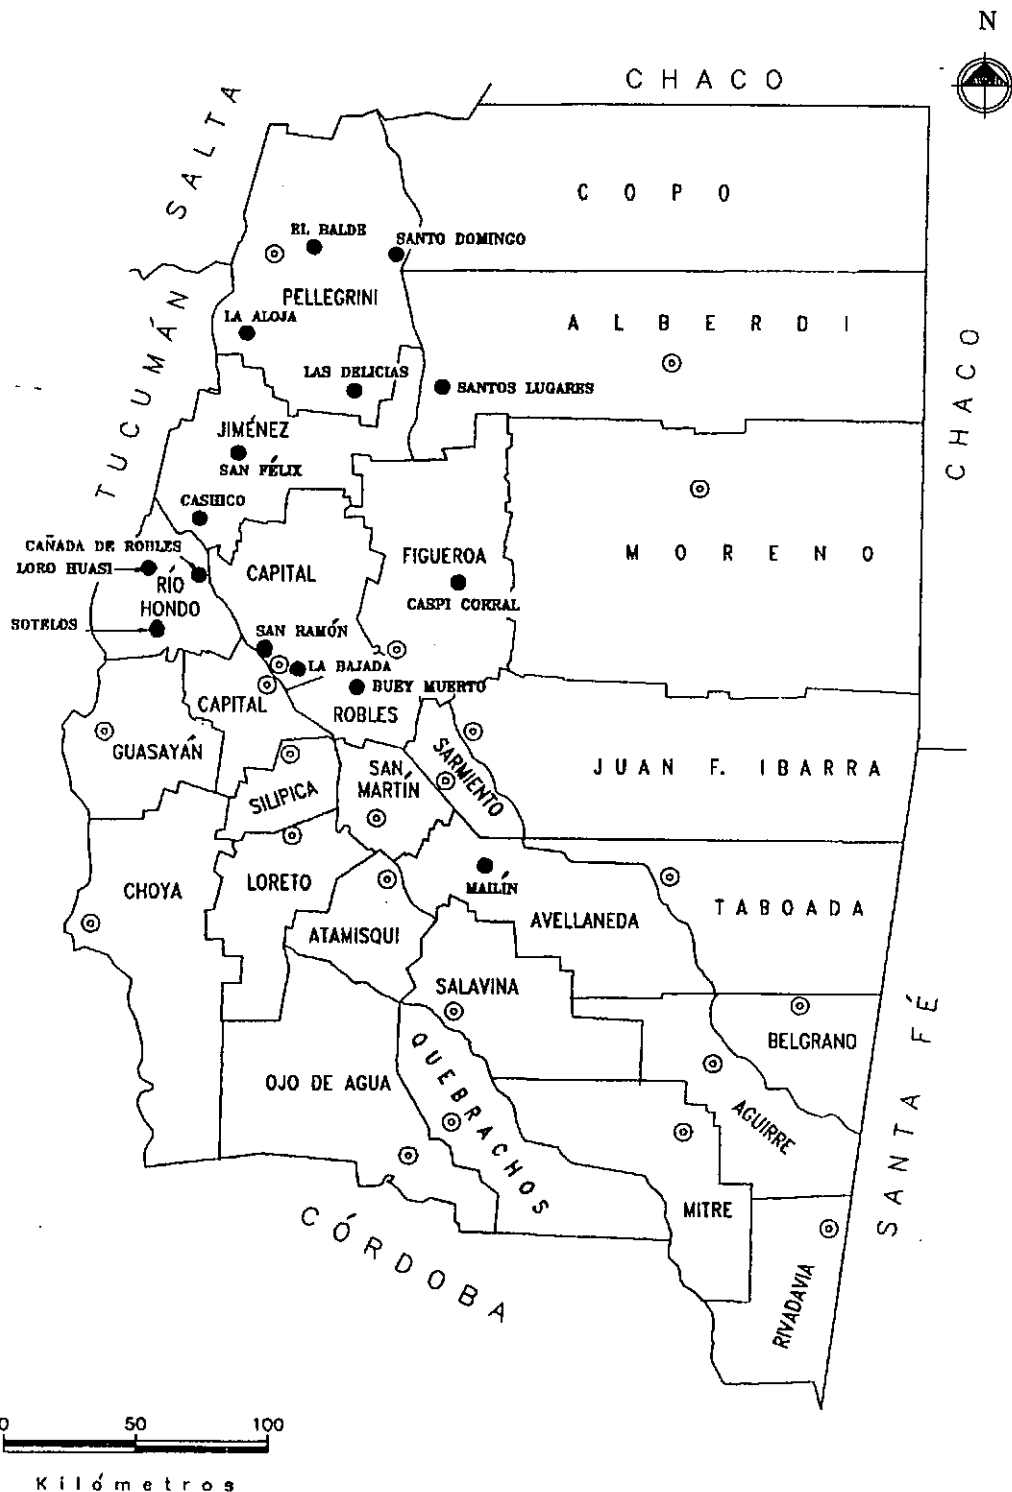 N
CHACO
SALTA
COPO
EL BALDE
SANTO DOMINGO
PELLEGRINI
LA ALOJA
TUCUMÁN
ALBERDI
LAS DELICIAS
SANTOS LUGARES
CHACO
JIMÉNEZ
SAN FÉLIX
CASHICO
CAÑADA DE ROBLES
LORO HUASI
RÍO
HONDO
CAPITAL
FIGUEROA
CASPI CORRAL
MORENO
SOTELOS
SAN RAMÓN
LA BAJADA
BUEY MUERTO
CAPITAL
ROBLES
GUASAYÁN
SARMIENTO
JUAN F. IBARRA
SAN
MARTÍN
SILIPICA
CHOYA
LORETO
MAILÍN
ATAMISQUI
AVELLANEDA
TABOADA
SALAVINA
BELGRANO
SANTA FÉ
OJO DE AGUA
QUEBRACHOS
AGUIRRE
MITRE
CÓRDOBA
RIVADAVIA
0 50 100
Kilómetros